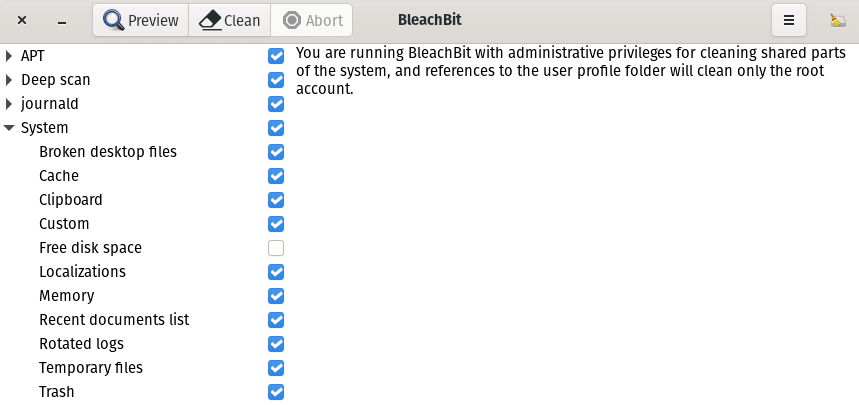 Preview Clean Abort BleachBit
APT
Deep scan
journald
System
Broken desktop files
Cache
Clipboard
Custom
Free disk space
Localizations
Memory
Recent documents list
Rotated logs
Temporary files
Trash
You are running BleachBit with administrative privileges for cleaning shared parts
of the system, and references to the user profile folder will clean only the root
account.